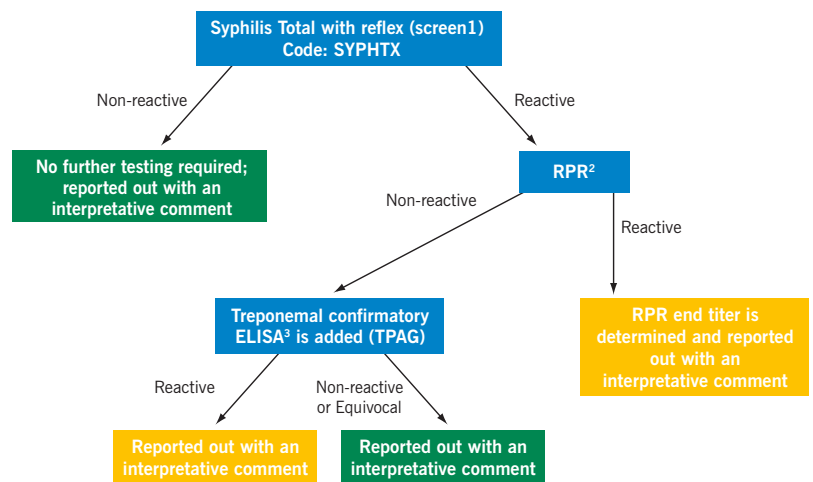 Syphilis Total with reflex (screen1)
Code: SYPHTX
Non-reactive
Reactive
No further testing required;
reported out with an
interpretative comment
RPR²
Non-reactive
Reactive
Treponemal confirmatory
ELISA³ is added (TPAG)
RPR end titer is
determined and reported
out with an
interpretative comment
Reactive
Non-reactive
or Equivocal
Reported out with an
interpretative comment
Reported out with an
interpretative comment